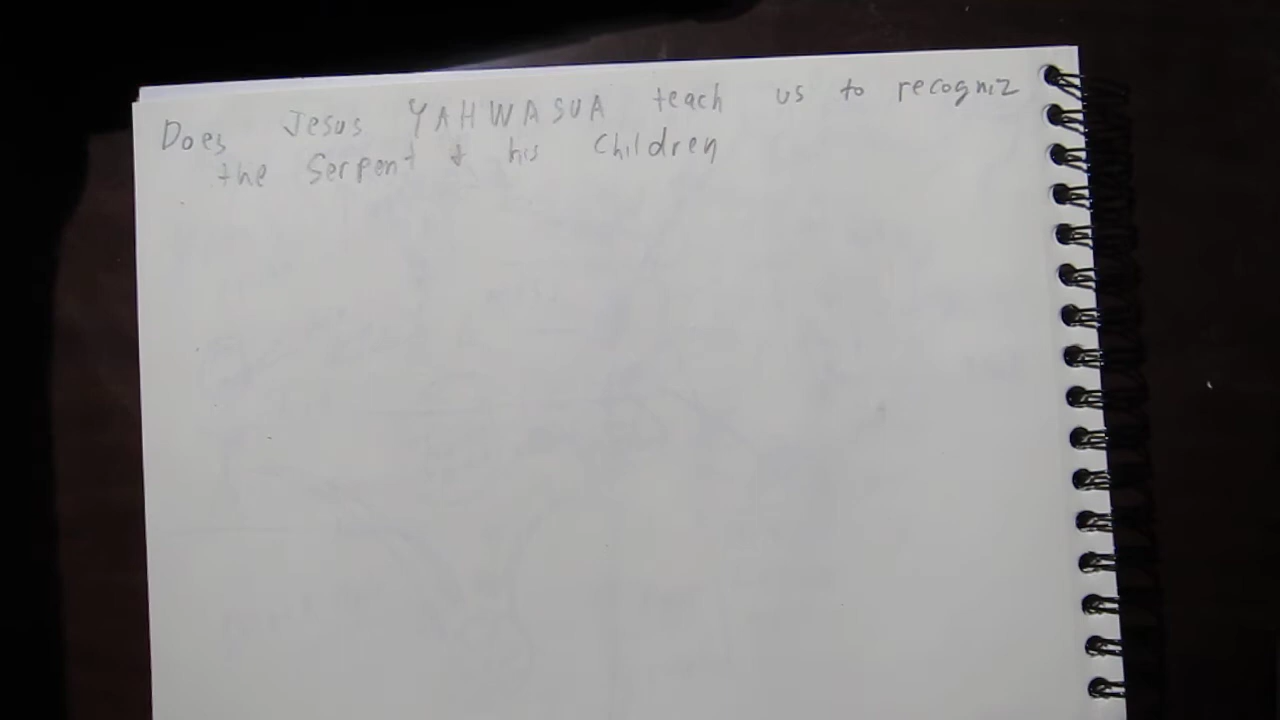 Does Jesus YAHWASUA teach us to recogniz
the Serpent & his Children